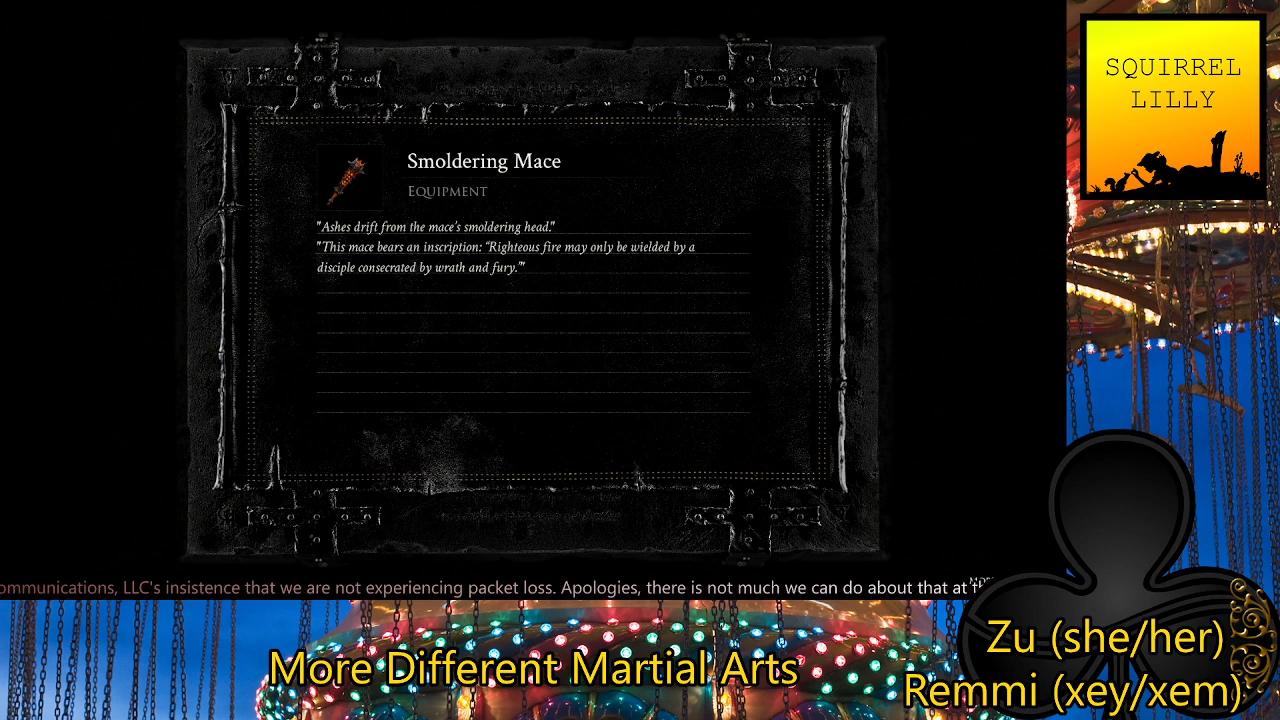 SQUIRREL
LILLY
Smoldering Mace
EQUIPMENT
"Ashes drift from the mace's smoldering head."
"This mace bears an inscription: “Righteous fire may only be wielded by a
disciple consecrated by wrath and fury.”"
ommunications, LLC's insistence that we are not experiencing packet loss. Apologies, there is not much we can do about that at
More Different Martial Arts
Zu (she/her)
Remmi (xey/xem)